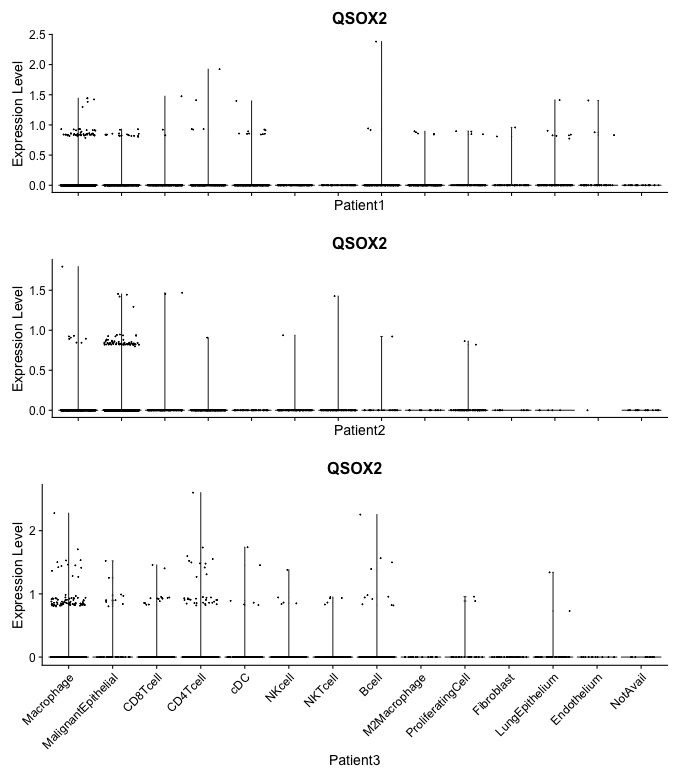 QSOX2
Expression Level
2.5
2.0
1.5
1.0
0.5
0.0
Patient1
QSOX2
Expression Level
1.5
1.0
0.5
0.0
Patient2
QSOX2
Expression Level
2
1
0
Macrophage
MalignantEpithelial
CD8Tcell
CD4Tcell
cDC
NKcell
NKTcell
Bcell
M2Macrophage
ProliferatingCell
Fibroblast
LungEpithelium
Endothelium
NotAvail
Patient3